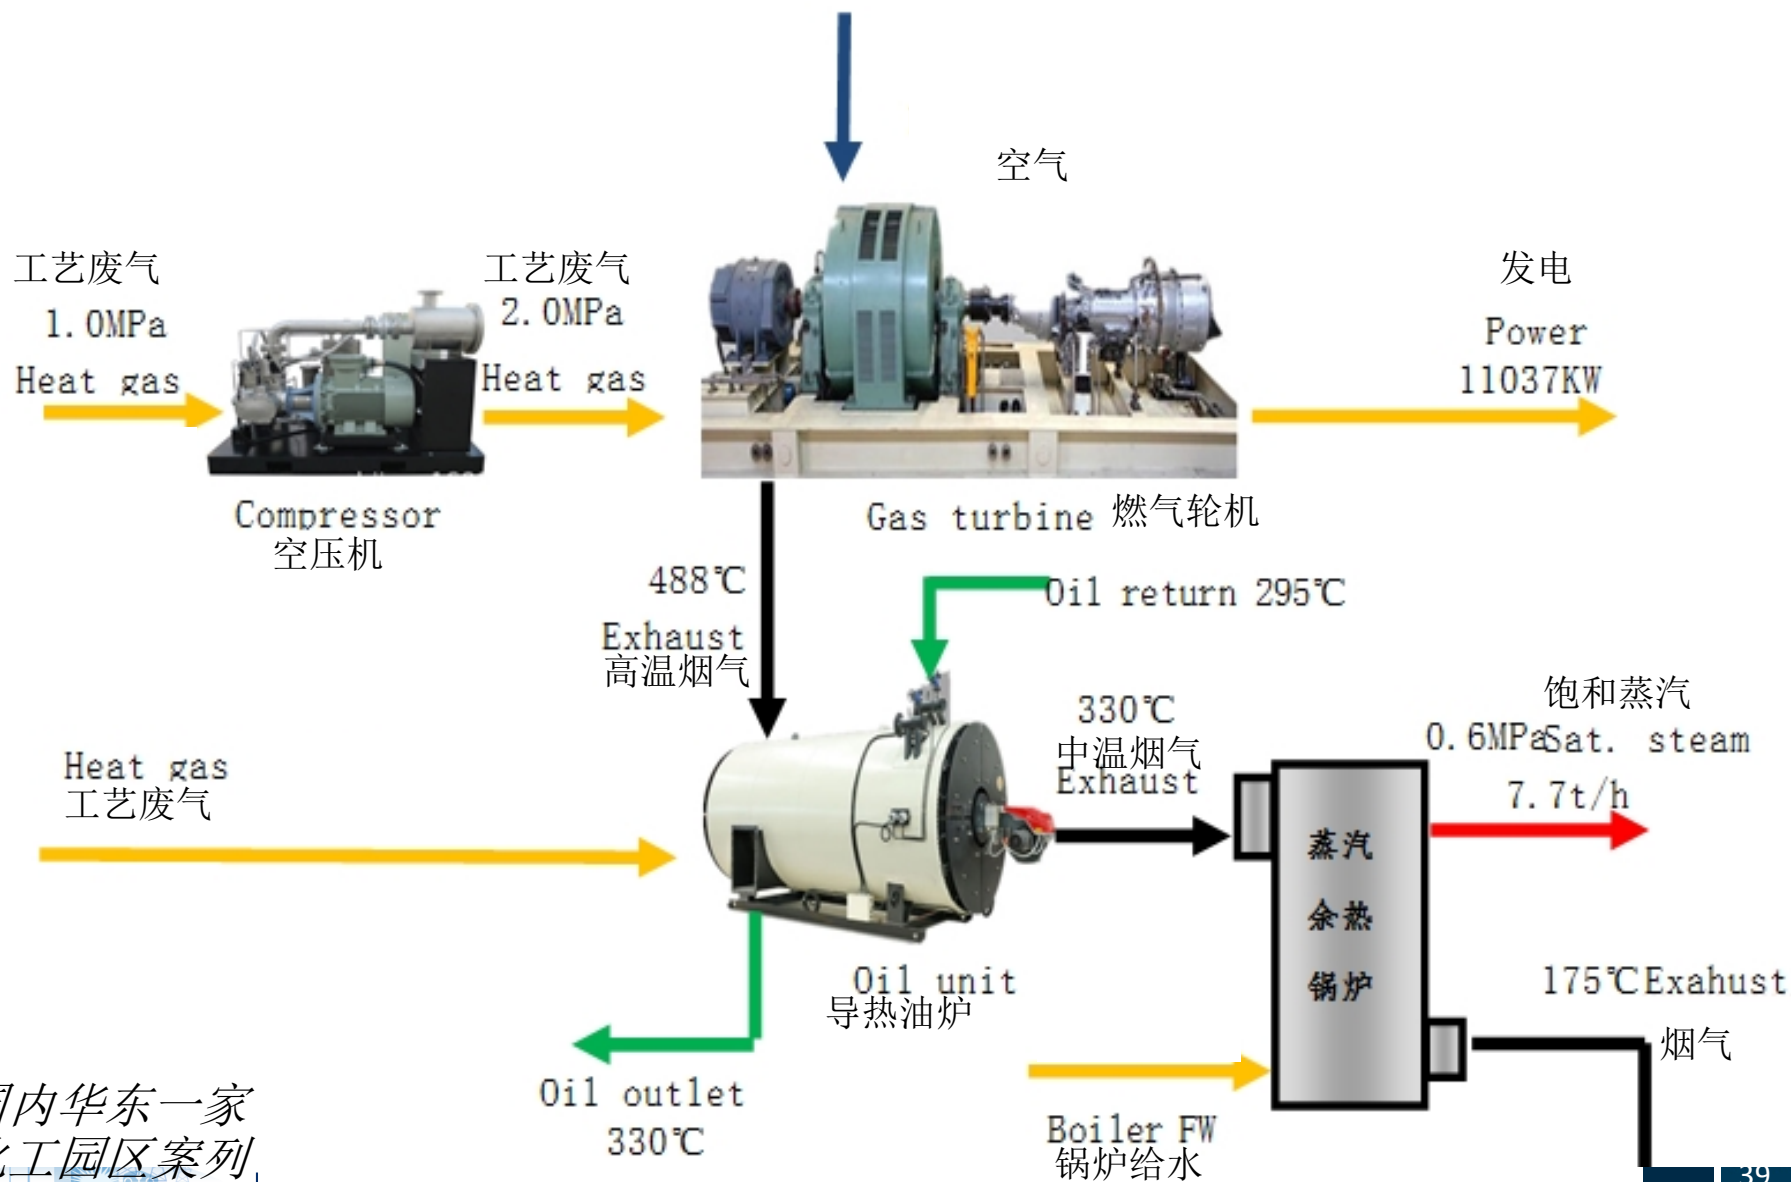 空气
工艺废气
1.0MPa
Heat gas
工艺废气
2.0MPa
Heat gas
发电
Power
11037KW
Compressor
空压机
Gas turbine 燃气轮机
488℃
Exhaust
高温烟气
Oil return 295℃
330℃
中温烟气
Exhaust
饱和蒸汽
0.6MPaSat. steam
7.7t/h
Heat gas
工艺废气
蒸汽
余热
锅炉
Oil unit
导热油炉
175℃Exahust
烟气
Oil outlet
330℃
Boiler FW
锅炉给水
内华东一家
工园区案列
39